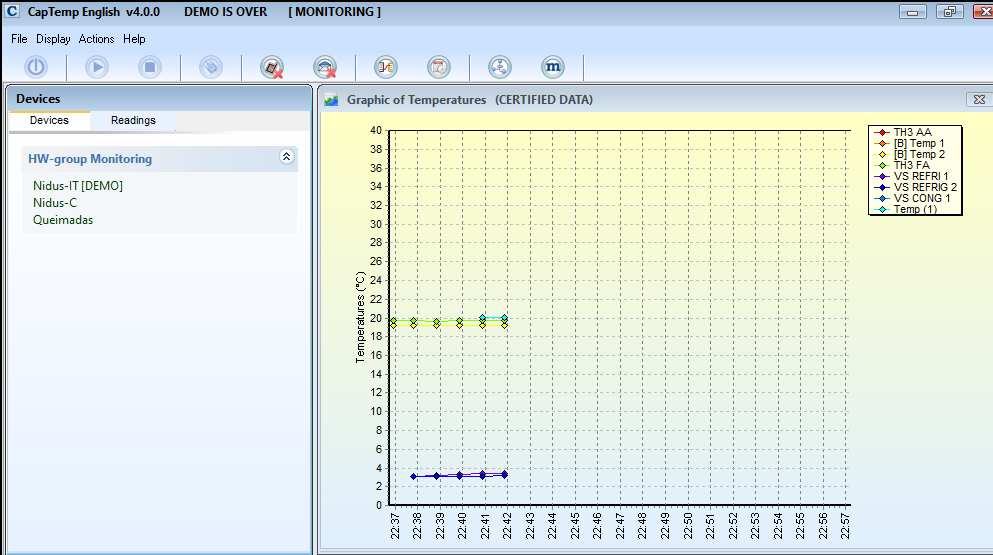 C CapTemp English v4.0.0 DEMO IS OVER [ MONITORING ]
File Display Actions Help
m
Devices
Devices Readings
HW-group Monitoring
Nidus-IT [DEMO]
Nidus-C
Queimadas
Graphic of Temperatures (CERTIFIED DATA)
Temperatures (°C)
40
38
36
34
32
30
28
26
24
22
20
18
16
14
12
10
8
6
4
2
0
22:37 22:38 22:39 22:40 22:41 22:42 22:43 22:44 22:45 22:46 22:47 22:48 22:49 22:50 22:51 22:52 22:53 22:54 22:55 22:56 22:57
TH3 AA
[B] Temp 1
[B] Temp 2
TH3 FA
VS REFRI 1
VS REFRIG 2
VS CONG 1
Temp (1)